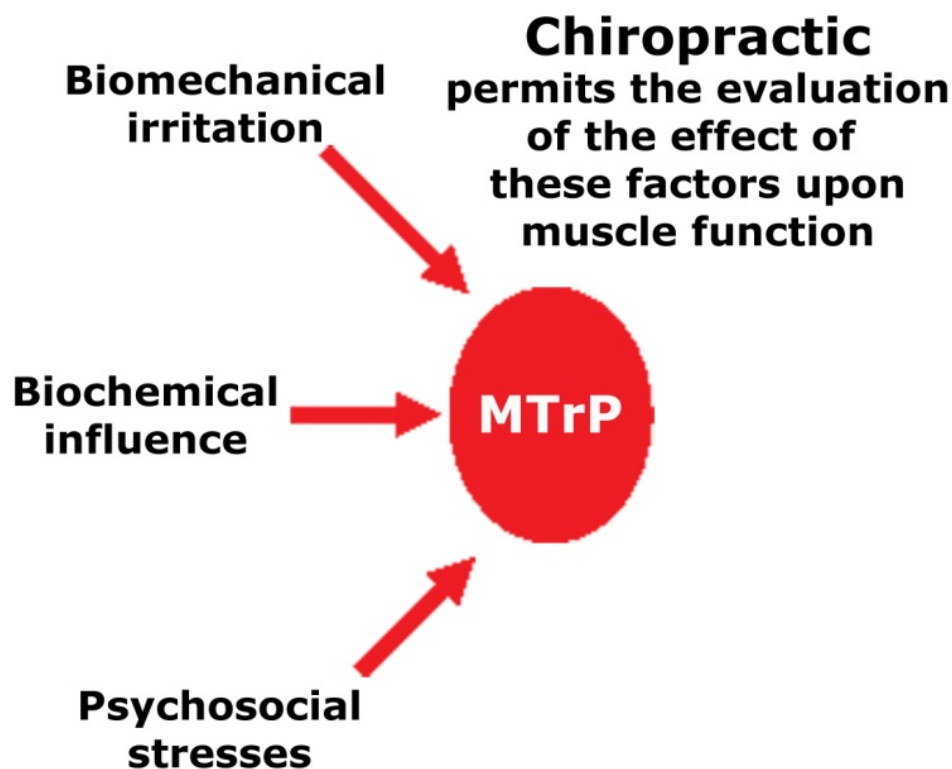 Chiropractic
permits the evaluation
of the effect of
these factors upon
muscle function
Biomechanical
irritation
Biochemical
influence
MTrP
Psychosocial
stresses